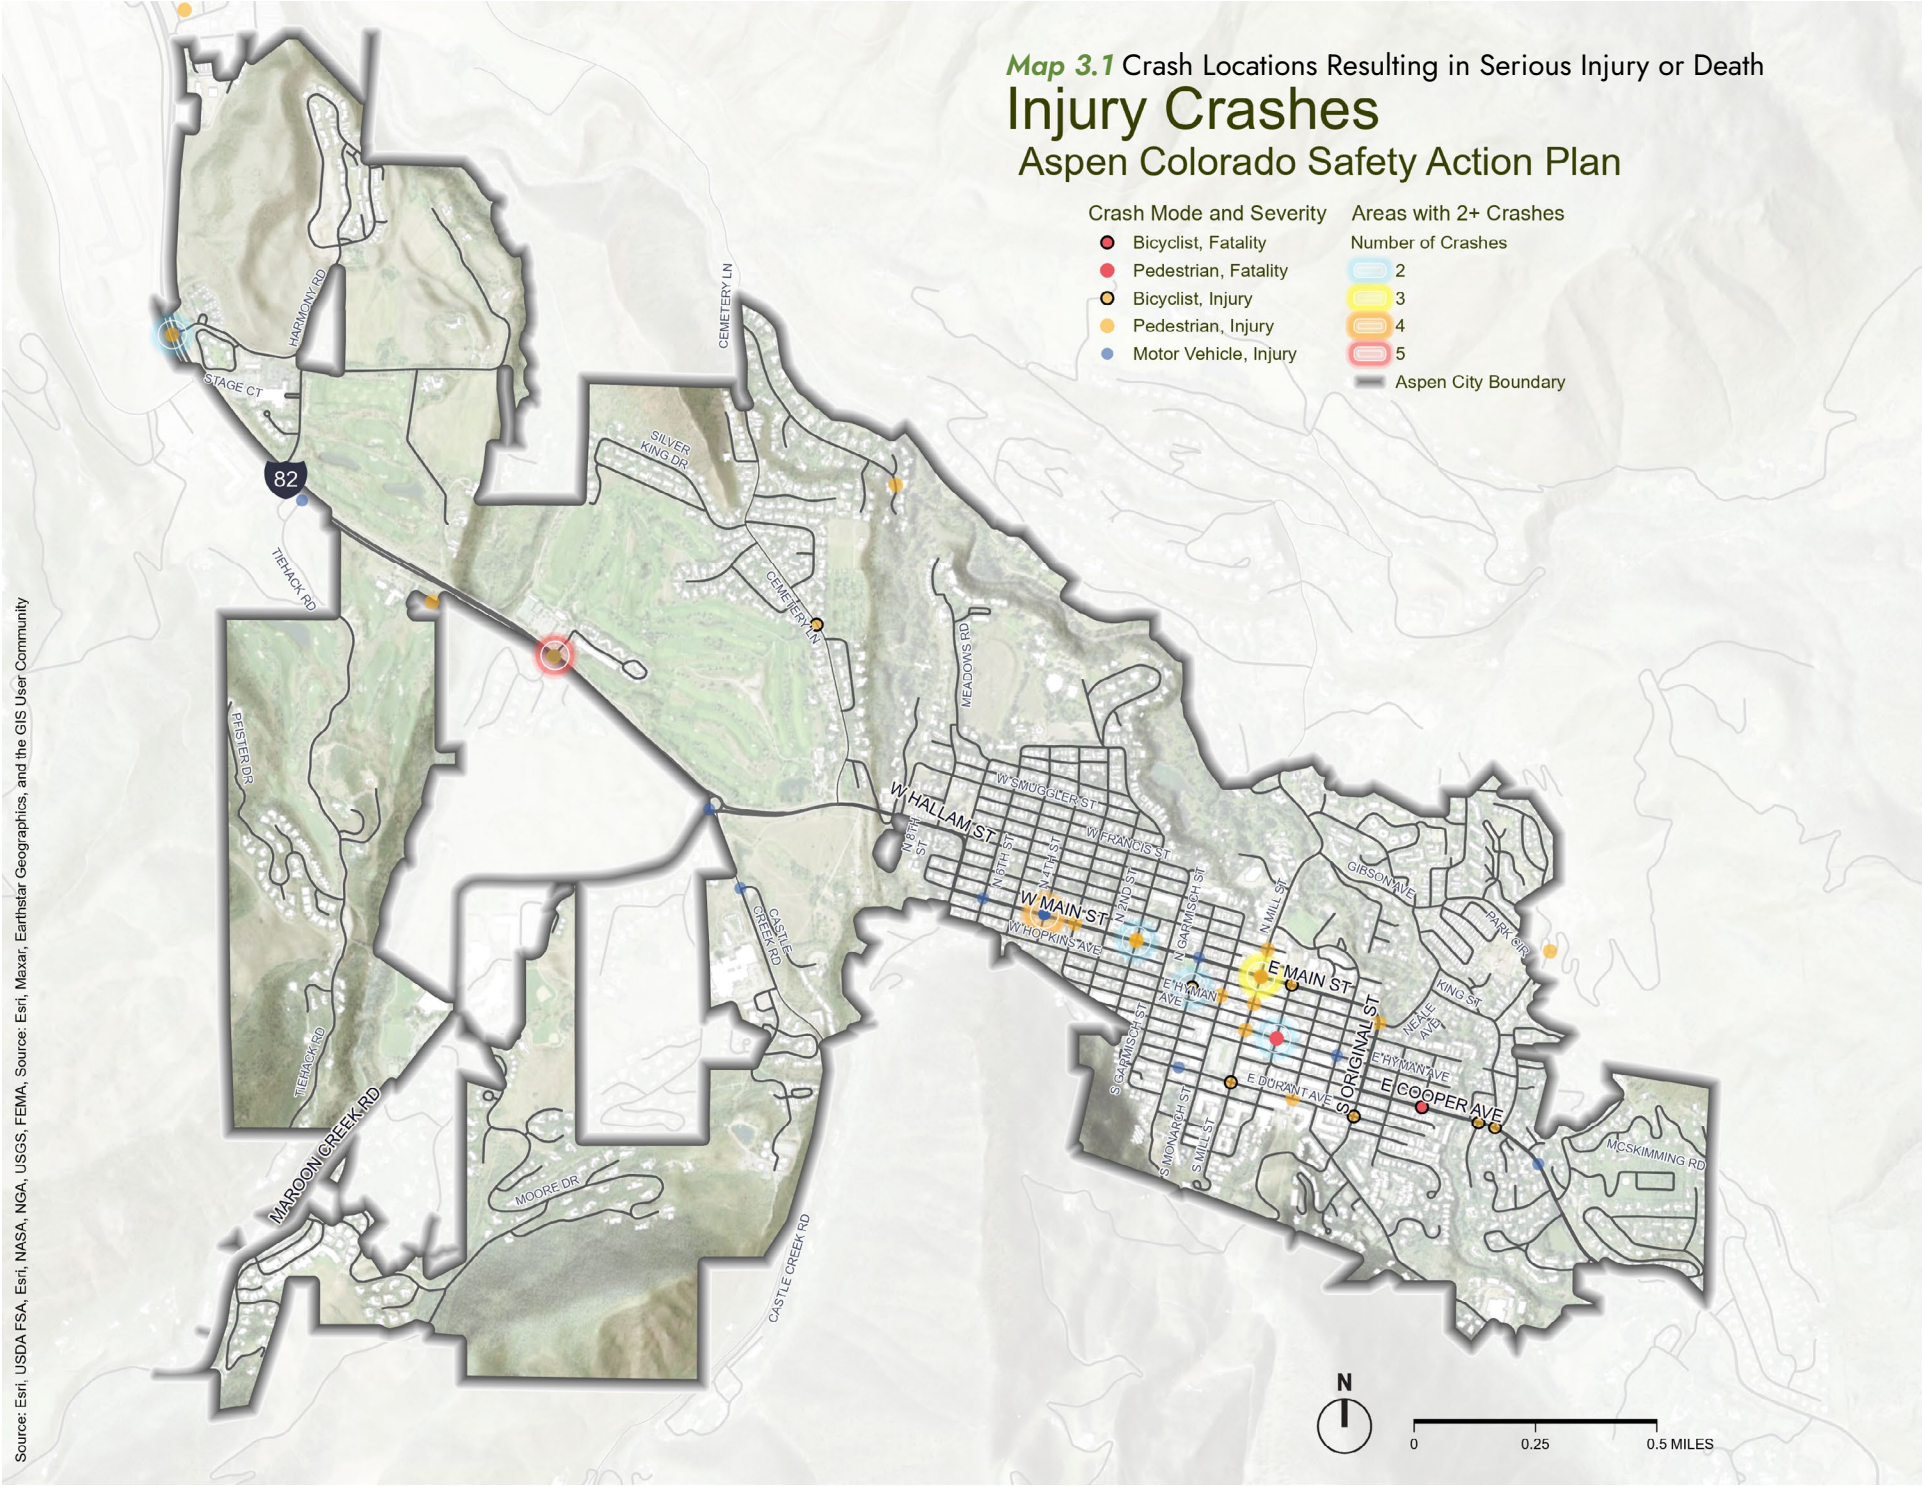 Map 3.1 Crash Locations Resulting in Serious Injury or Death
Injury Crashes
Aspen Colorado Safety Action Plan
Crash Mode and Severity
Bicyclist, Fatality
Pedestrian, Fatality
Bicyclist, Injury
Pedestrian, Injury
Motor Vehicle, Injury
Areas with 2+ Crashes
Number of Crashes
2
3
4
5
Aspen City Boundary
HARMONY RD
CEMETERY LN
STAGE CT
SILVER
KING DR
82
TIEHACK RD
CEMETERY LN
MEADOWS RD
PFISTER DR
W SMUGGLER ST
W HALLAM ST
N 8TH
ST
W FRANCIS ST
N 6TH ST
N 4TH ST
N 2ND ST
N GARMISCH ST
N MILL ST
GIBSON AVE
PARK CIR
W MAIN ST
W HOPKINS AVE
CASTLE
CREEK RD
E MAIN ST
E HYMAN
AVE
KING ST
NEALE
AVE
S ORIGINAL ST
S GARMISCH ST
E HYMAN AVE
E DURANT AVE
E COOPER AVE
S MONARCH ST
S MILL ST
MCSKIMMING RD
TIEHACK RD
MAROON CREEK RD
MOORE DR
CASTLE CREEK RD
N
0
0.25
0.5 MILES
Source: Esri, USDA FSA, Esri, NASA, NGA, USGS, FEMA, Source: Esri, Maxar, Earthstar Geographics, and the GIS User Community